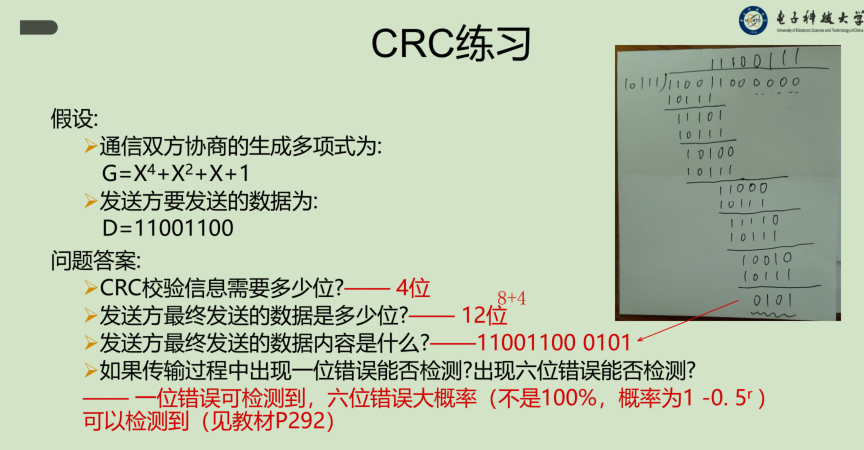 电子科技大学
University of Electronic Science and Technology of China
CRC练习
假设:
➢通信双方协商的生成多项式为:
G=X⁴+X²+X+1
➢发送方要发送的数据为:
D=11001100
问题答案:
➢CRC校验信息需要多少位?—— 4位
8+4
➢发送方最终发送的数据是多少位?—— 12位
➢发送方最终发送的数据内容是什么?——11001100 0101
➢如果传输过程中出现一位错误能否检测?出现六位错误能否检测?
—— 一位错误可检测到，六位错误大概率（不是100%，概率为1 -0. 5ʳ ）
可以检测到（见教材P292）
11100111
10111)110011000000
10111
11101
10111
10100
10111
11000
10111
11110
10111
10010
10111
0101